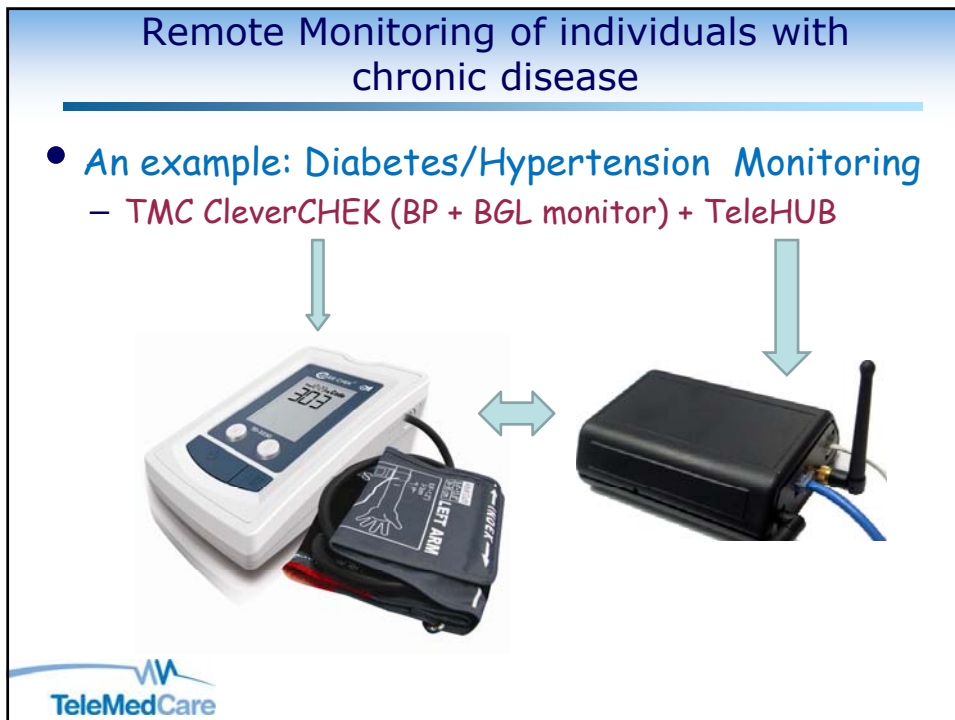 Remote Monitoring of individuals with
chronic disease
• An example: Diabetes/Hypertension Monitoring
– TMC CleverCHEK (BP + BGL monitor) + TeleHUB
303
LEFT ARM
INDEX
TeleMedCare